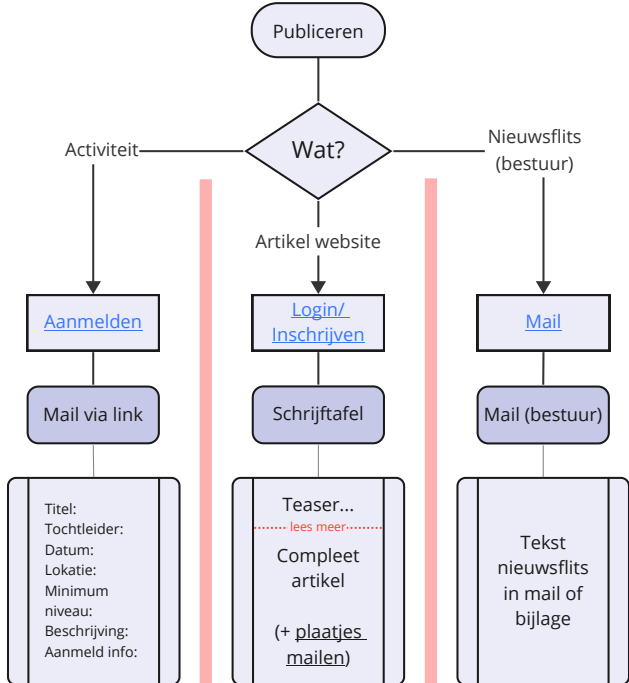 Publiceren
Wat?
Activiteit
Nieuwsflits
(bestuur)
Artikel website
Aanmelden
Login/
Inschrijven
Mail
Mail via link
Schrijftafel
Mail (bestuur)
Titel:
Tochtleider:
Datum:
Lokatie:
Minimum
niveau:
Beschrijving:
Aanmeld info:
Teaser...
lees meer
Compleet
artikel
(+ plaatjes
mailen)
Tekst
nieuwsflits
in mail of
bijlage